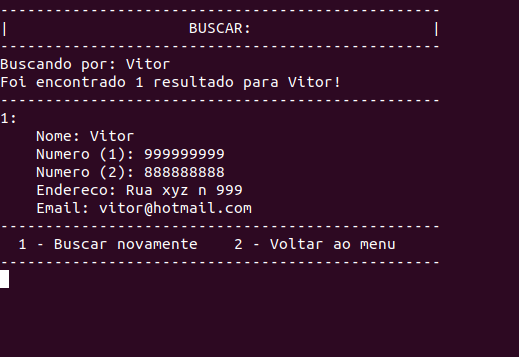 -------------------------------------------------
|                    BUSCAR:                    |
-------------------------------------------------
Buscando por: Vitor
Foi encontrado 1 resultado para Vitor!
-------------------------------------------------
1:
    Nome: Vitor
    Numero (1): 999999999
    Numero (2): 888888888
    Endereco: Rua xyz n 999
    Email: vitor@hotmail.com
-------------------------------------------------
  1 - Buscar novamente    2 - Voltar ao menu
-------------------------------------------------